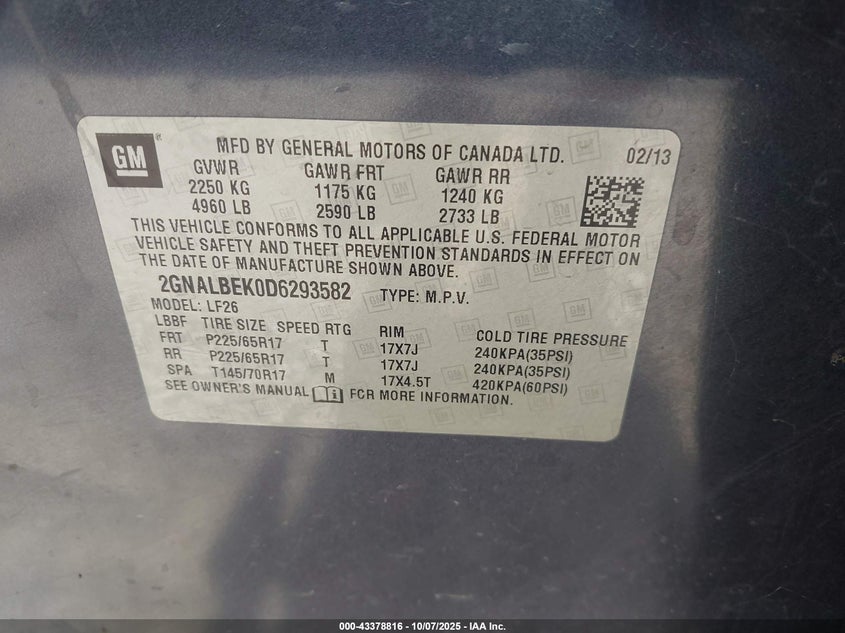 GM ®
MFD BY GENERAL MOTORS OF CANADA LTD. 02/13
GVWR GAWR FRT GAWR RR
2250 KG 1175 KG 1240 KG
4960 LB 2590 LB 2733 LB
THIS VEHICLE CONFORMS TO ALL APPLICABLE U.S. FEDERAL MOTOR
VEHICLE SAFETY AND THEFT PREVENTION STANDARDS IN EFFECT ON
THE DATE OF MANUFACTURE SHOWN ABOVE.
2GNALBEK0D6293582 TYPE: M.P.V.
MODEL: LF26
LBBF TIRE SIZE SPEED RTG RIM COLD TIRE PRESSURE
FRT P225/65R17 T 17X7J 240KPA(35PSI)
RR P225/65R17 T 17X7J 240KPA(35PSI)
SPA T145/70R17 M 17X4.5T 420KPA(60PSI)
SEE OWNER'S MANUAL FOR MORE INFORMATION.
000-43378816 - 10/07/2025 - IAA Inc.